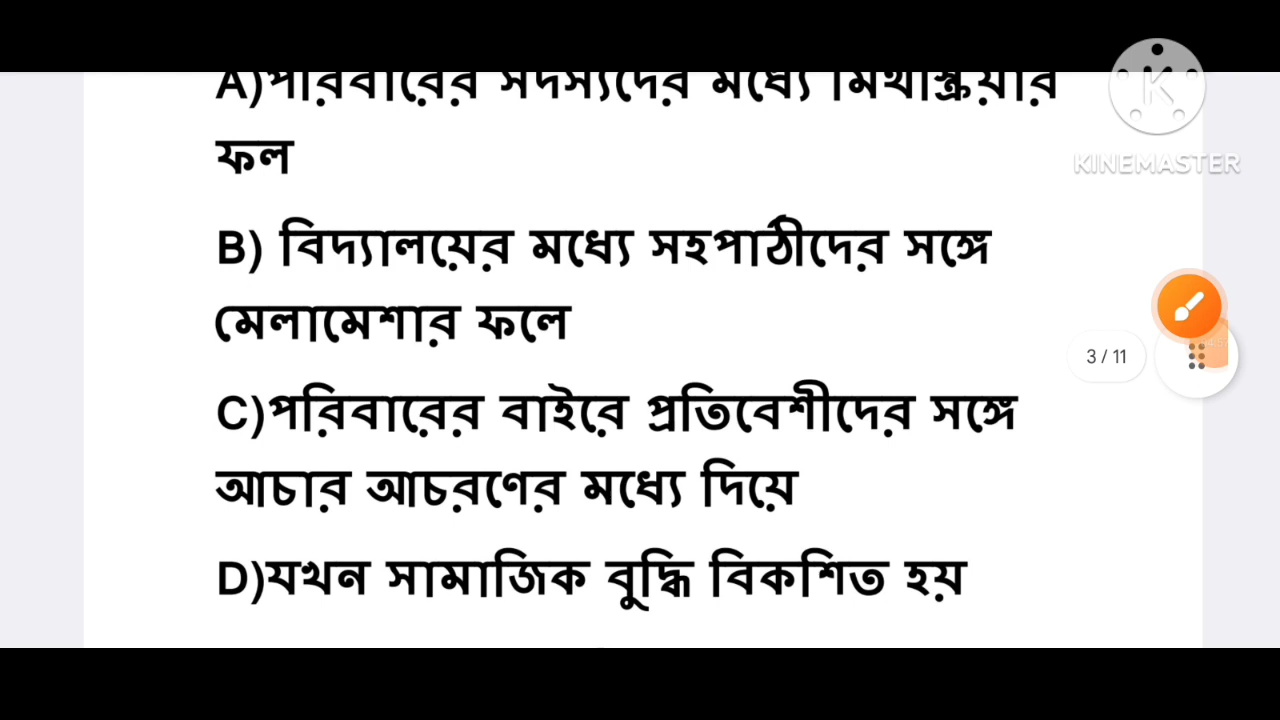 A)পরিবারের সদস্যদের মধ্যে মিথস্ক্রিয়ার
ফল
KINEMASTER
B) বিদ্যালয়ের মধ্যে সহপাঠীদের সঙ্গে
মেলামেশার ফলে
3 / 11
C)পরিবারের বাইরে প্রতিবেশীদের সঙ্গে
আচার আচরণের মধ্যে দিয়ে
D)যখন সামাজিক বুদ্ধি বিকশিত হয়